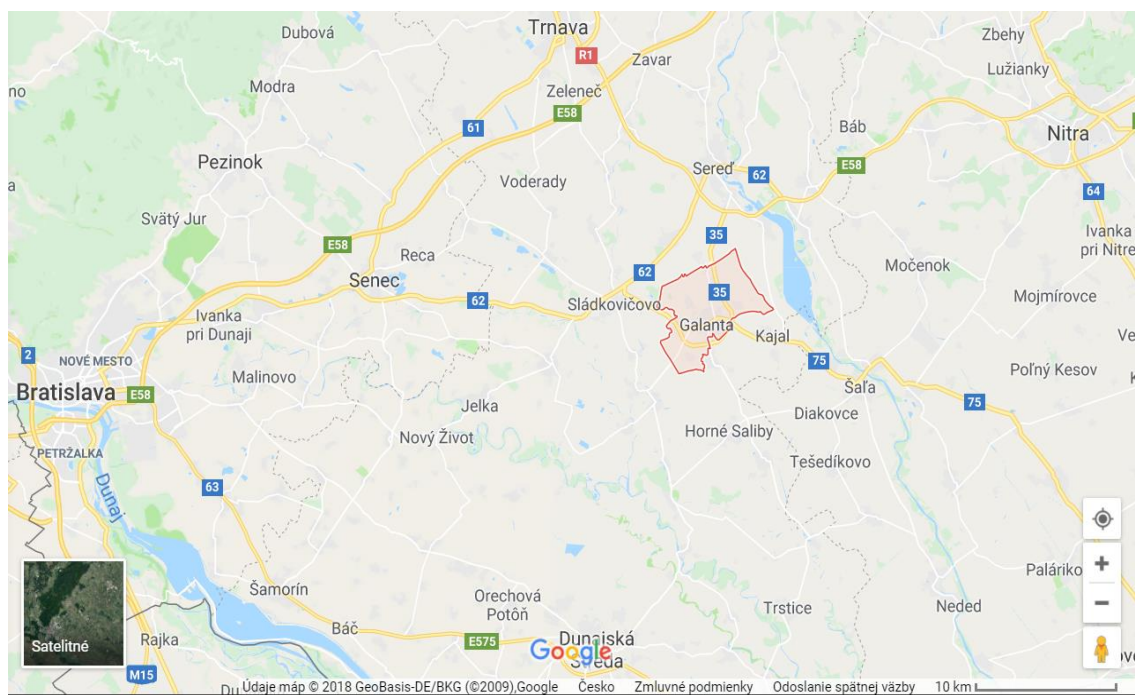 Trnava
Dubová
Zbehy
R1
Zavar
Lužianky
no
Modra
Zeleneč
E58
61
Báb
Nitra
Pezinok
Sereď
62
E58
Voderady
64
a
Svätý Jur
35
Ivanka
pri Nitre
E58
Reca
Močenok
62
Senec
35
62
Sládkovičovo
Mojmírovce
Ivanka
pri Dunaji
Galanta
Kajal
Ve
2
NOVÉ MESTO
75
Poľný Kesov
K
Malinovo
Bratislava
E58
Šaľa
75
Jelka
Diakovce
Nový Život
Horné Saliby
PETRŽALKA
Tešedíkovo
Dunaj
63
Šamorín
Orechová
Potôň
Paláriko
Trstice
Neded
Báč
Satelitné
Rajka
E575
Dunajská
Streda
Google
M15
Du
Údaje máp © 2018 GeoBasis-DE/BKG (©2009),Google Česko Zmluvné podmienky Odoslanie spätnej väzby 10 km